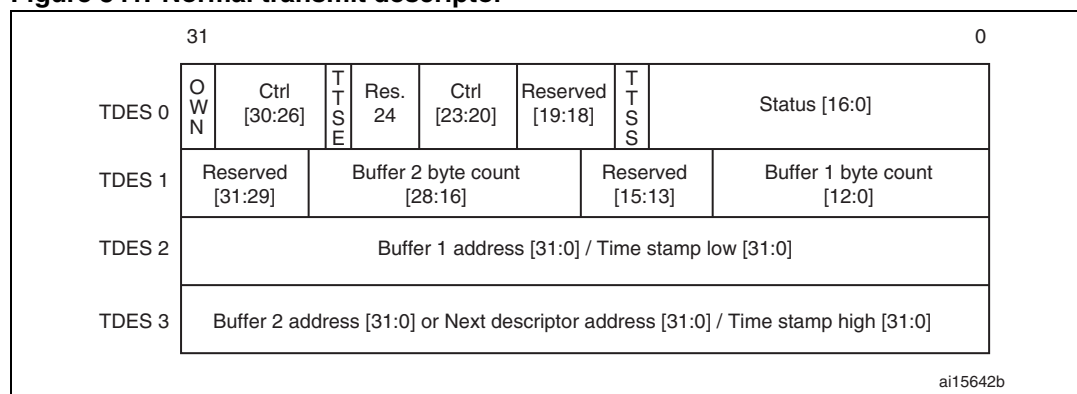 Figure Normal transmit descriptor
31 0
TDES 0
OWN
Ctrl
[30:26]
TTSE
Res.
24
Ctrl
[23:20]
Reserved
[19:18]
TTSS
Status [16:0]
TDES 1
Reserved
[31:29]
Buffer 2 byte count
[28:16]
Reserved
[15:13]
Buffer 1 byte count
[12:0]
TDES 2
Buffer 1 address [31:0] / Time stamp low [31:0]
TDES 3
Buffer 2 address [31:0] or Next descriptor address [31:0] / Time stamp high [31:0]
ai15642b